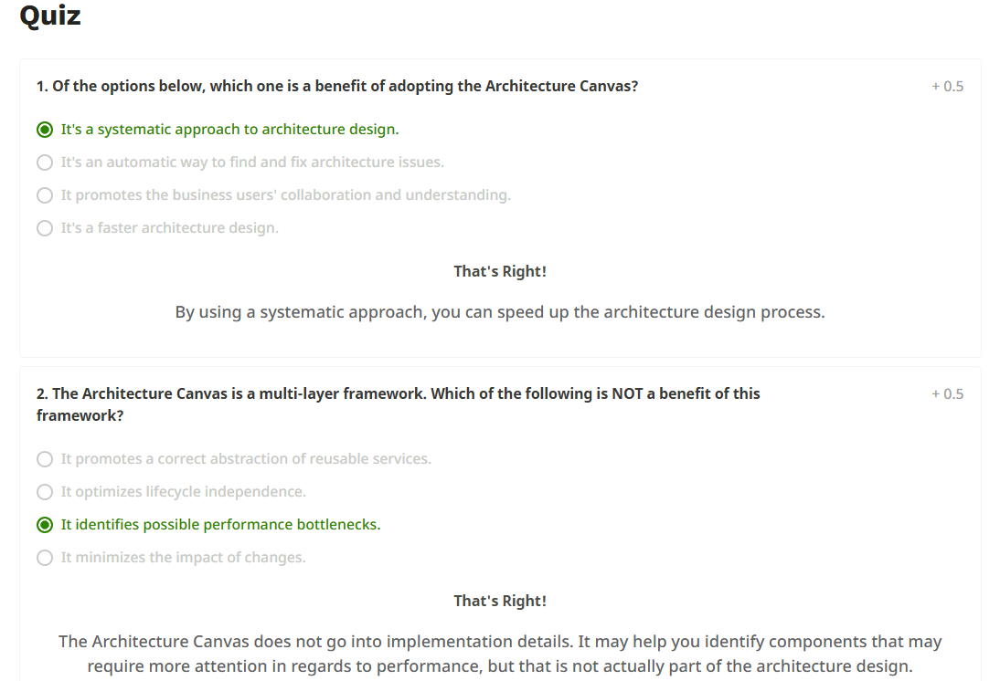 Quiz
1. Of the options below, which one is a benefit of adopting the Architecture Canvas?
+ 0.5
It's a systematic approach to architecture design.
It's an automatic way to find and fix architecture issues.
It promotes the business users' collaboration and understanding.
It's a faster architecture design.
That's Right!
By using a systematic approach, you can speed up the architecture design process.
2. The Architecture Canvas is a multi-layer framework. Which of the following is NOT a benefit of this
framework?
+ 0.5
It promotes a correct abstraction of reusable services.
It optimizes lifecycle independence.
It identifies possible performance bottlenecks.
It minimizes the impact of changes.
That's Right!
The Architecture Canvas does not go into implementation details. It may help you identify components that may
require more attention in regards to performance, but that is not actually part of the architecture design.